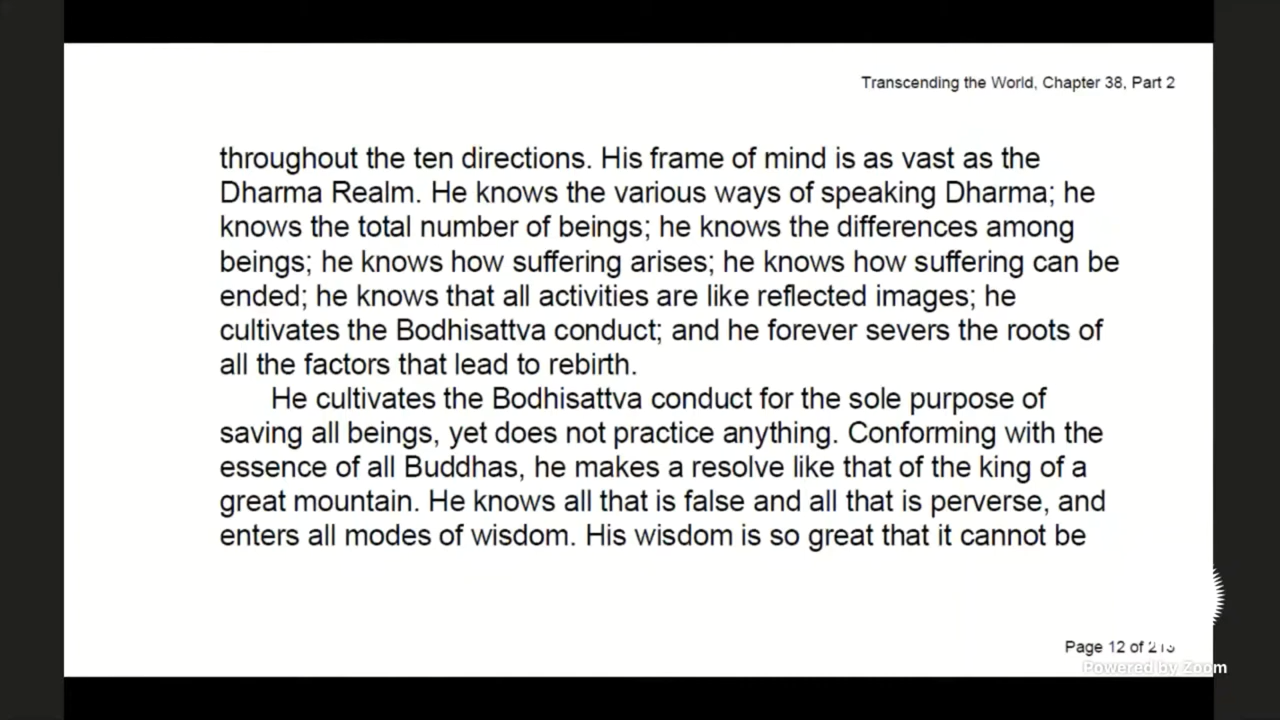 Transcending the World, Chapter 38, Part 2
throughout the ten directions. His frame of mind is as vast as the
Dharma Realm. He knows the various ways of speaking Dharma; he
knows the total number of beings; he knows the differences among
beings; he knows how suffering arises; he knows how suffering can be
ended; he knows that all activities are like reflected images; he
cultivates the Bodhisattva conduct; and he forever severs the roots of
all the factors that lead to rebirth.
He cultivates the Bodhisattva conduct for the sole purpose of
saving all beings, yet does not practice anything. Conforming with the
essence of all Buddhas, he makes a resolve like that of the king of a
great mountain. He knows all that is false and all that is perverse, and
enters all modes of wisdom. His wisdom is so great that it cannot be
Page 12 of
Powered by Zoom